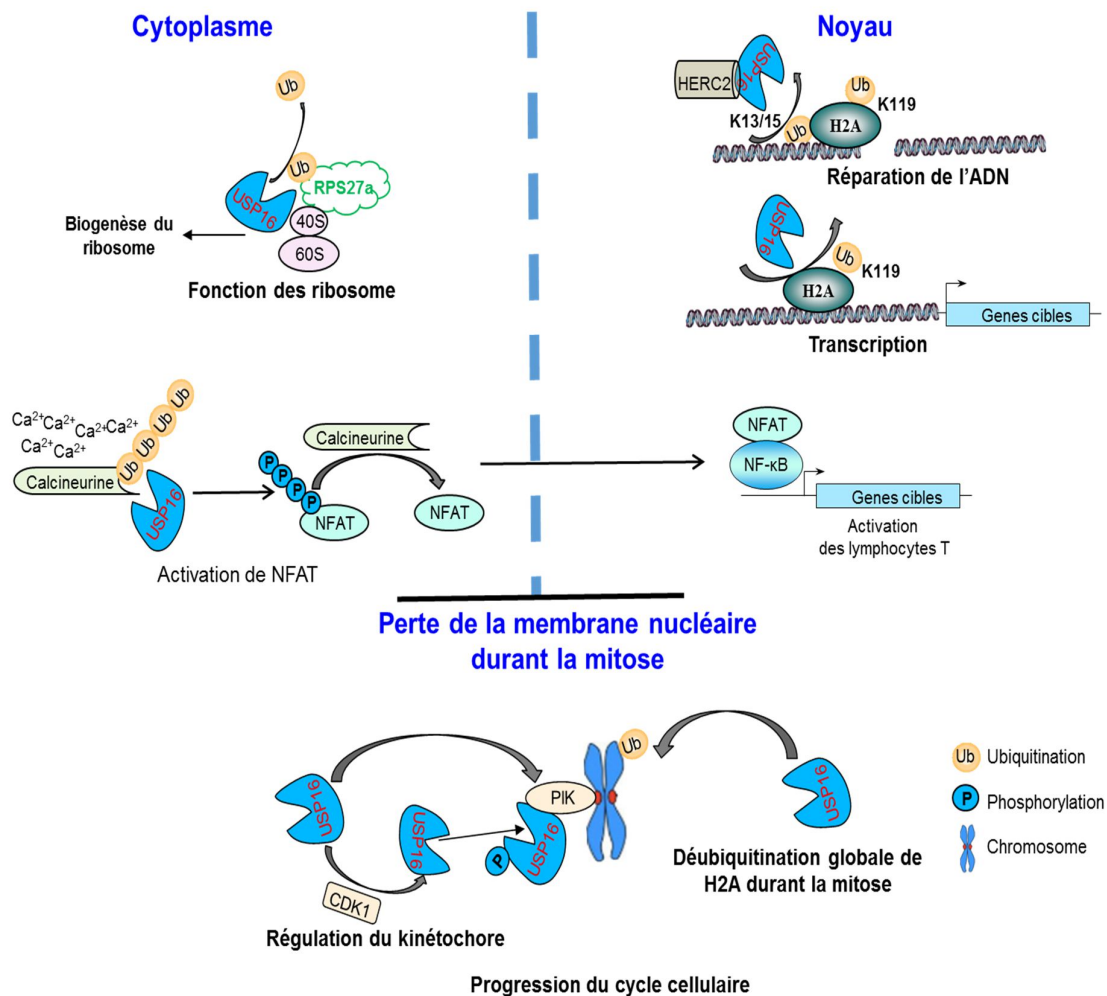 Cytoplasme
Ub
Ub
RPS27a
USP16
40S
60S
Biogenèse du
ribosome
Fonction des ribosome
Noyau
HERC2
USP16
K13/15
Ub
Ub
K119
H2A
Réparation de l’ADN
USP16
Ub
K119
H2A
Genes cibles
Transcription
Ca2+Ca2+
Ca2+Ca2+
Ca2+Ca2+
Ub
Ub
Ub
Ub
Calcineurine
USP16
Activation de NFAT
P
P
P
P
NFAT
Calcineurine
NFAT
NFAT
NF-κB
Genes cibles
Activation
des lymphocytes T
Perte de la membrane nucléaire
durant la mitose
USP16
CDK1
USP16
P
USP16
PIK
Ub
USP16
Régulation du kinétochore
Déubiquitination globale de
H2A durant la mitose
Ub Ubiquitination
P Phosphorylation
Chromosome
Progression du cycle cellulaire